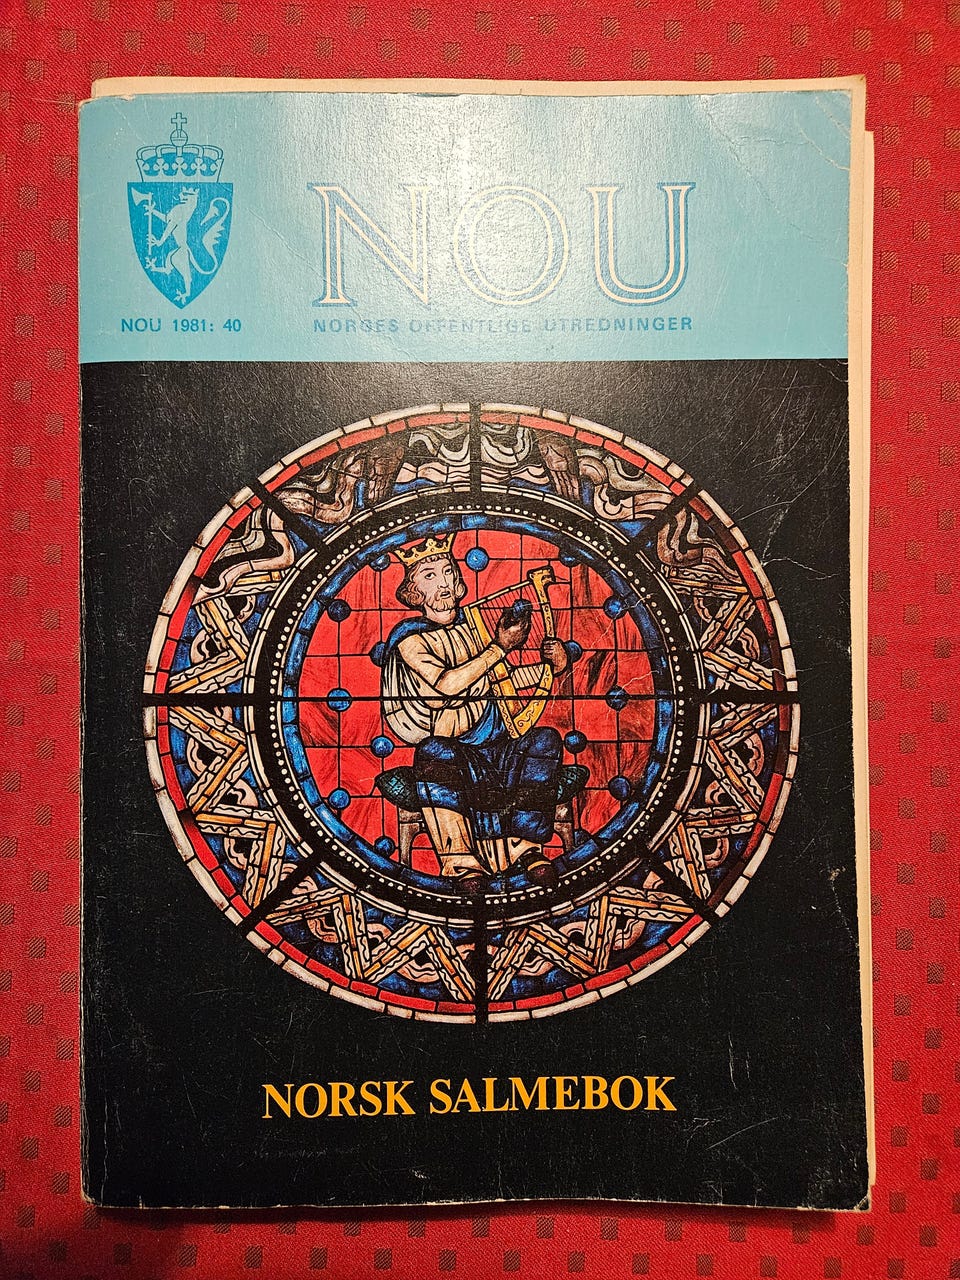 NOU
NOU 1981: 40
NORGES OFFENTLIGE UTREDNINGER
NORSK SALMEBOK